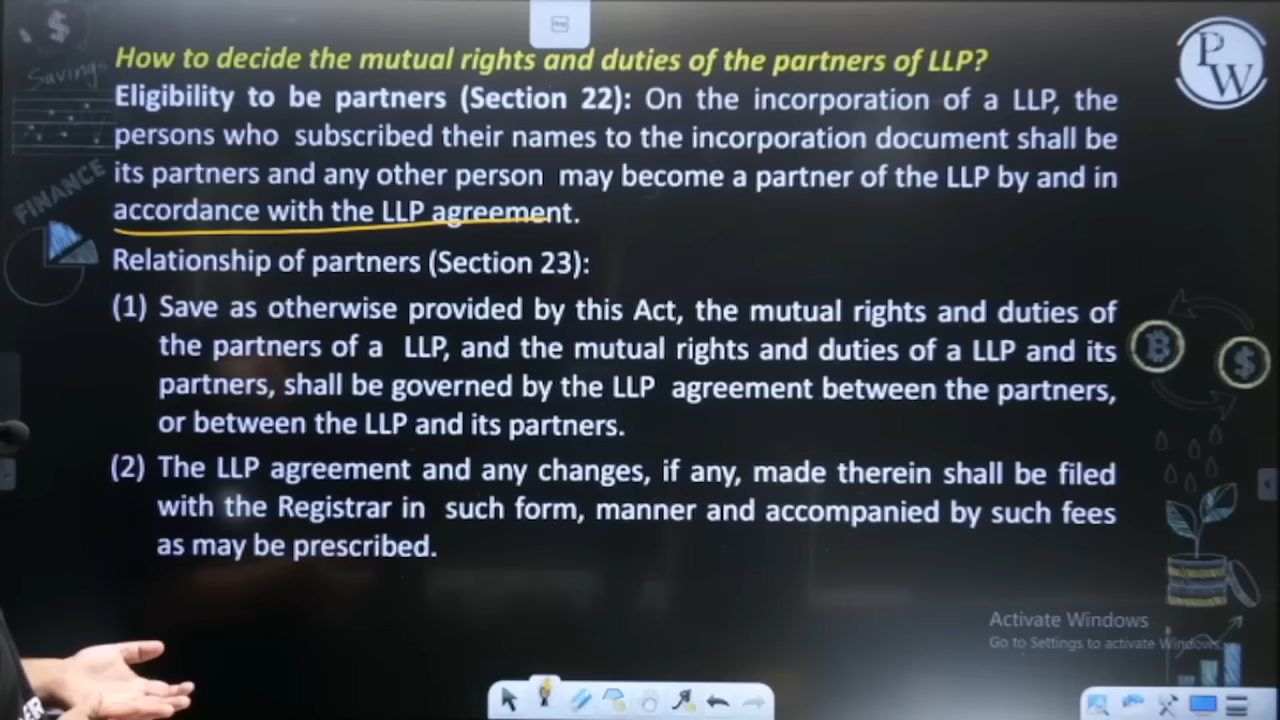 Savings
How to decide the mutual rights and duties of the partners of LLP?
Eligibility to be partners (Section 22): On the incorporation of a LLP, the
persons who subscribed their names to the incorporation document shall be
its partners and any other person may become a partner of the LLP by and in
accordance with the LLP agreement.
FINANCE
Relationship of partners (Section 23):
(1) Save as otherwise provided by this Act, the mutual rights and duties of
the partners of a LLP, and the mutual rights and duties of a LLP and its
partners, shall be governed by the LLP agreement between the partners,
or between the LLP and its partners.
(2) The LLP agreement and any changes, if any, made therein shall be filed
with the Registrar in such form, manner and accompanied by such fees
as may be prescribed.
P
W
Activate Windows
Go to Settings to activate Windows.